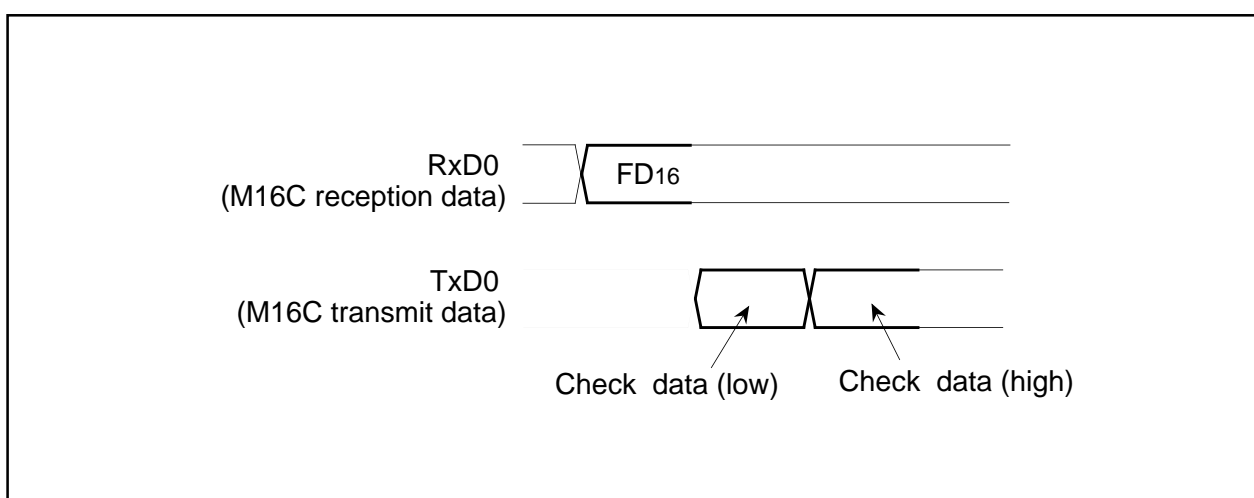 RxD0
(M16C reception data)
FD16
TxD0
(M16C transmit data)
Check data (low)
Check data (high)